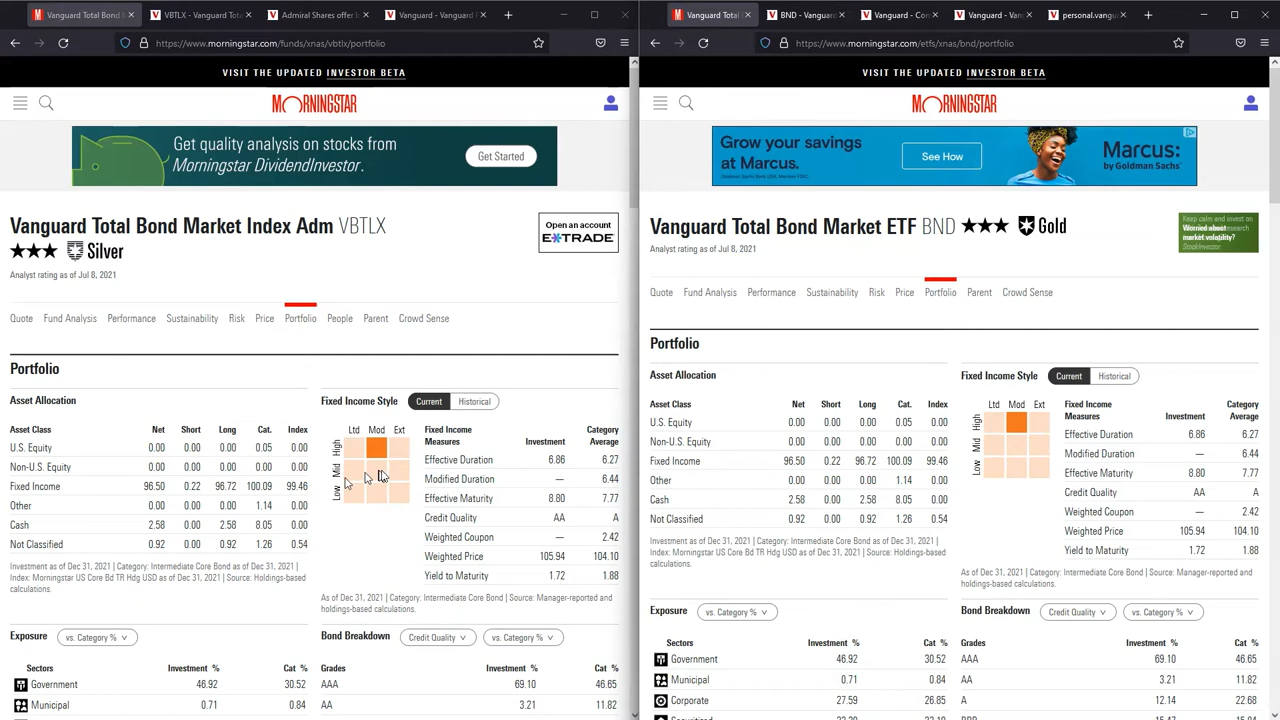 Vanguard Total Bond M
VBTLX - Vanguard Tota
Admiral Shares offer l
Vanguard - Vanguard
https://www.morningstar.com/funds/xnas/vbtlx/portfolio
VISIT THE UPDATED INVESTOR BETA
MORNINGSTAR
Get quality analysis on stocks from
Morningstar DividendInvestor.
Get Started
Vanguard Total Bond Market Index Adm VBTLX
★★★ Silver
Analyst rating as of Jul 8, 2021
Open an account
E*TRADE
Quote Fund Analysis Performance Sustainability Risk Price Portfolio People Parent Crowd Sense
Portfolio
Asset Allocation
Asset Class Net Short Long Cat. Index
U.S. Equity 0.00 0.00 0.00 0.05 0.00
Non-U.S. Equity 0.00 0.00 0.00 0.00 0.00
Fixed Income 96.50 0.22 96.72 100.09 99.46
Other 0.00 0.00 0.00 1.14 0.00
Cash 2.58 0.00 2.58 8.05 0.00
Not Classified 0.92 0.00 0.92 1.26 0.54
Investment as of Dec 31, 2021 | Category: Intermediate Core Bond |
Index: Morningstar US Core Bd TR Hdg USD as of Dec 31, 2021 | Source: Holdings-based
calculations.
Fixed Income Style Current Historical
Ltd Mod Ext
High
Mid
Low
Fixed Income Category
Measures Investment Average
Effective Duration 6.86 6.27
Modified Duration — 6.44
Effective Maturity 8.80 7.77
Credit Quality AA A
Weighted Coupon — 2.42
Weighted Price 105.94 104.10
Yield to Maturity 1.72 1.88
As of Dec 31, 2021 | Category: Intermediate Core Bond | Source: Manager-reported and
holdings-based calculations.
Exposure vs. Category %
Sectors Investment % Cat %
Government 46.92 30.52
Municipal 0.71 0.84
Bond Breakdown Credit Quality vs. Category %
Grades Investment % Cat %
AAA 69.10 46.65
AA 3.21 11.82
Vanguard Total
BND - Vanguard
Vanguard - Con
Vanguard - Van
personal.vangu
https://www.morningstar.com/etfs/xnas/bnd/portfolio
VISIT THE UPDATED INVESTOR BETA
MORNINGSTAR
Grow your savings
at Marcus.
See How
Marcus:
by Goldman Sachs
Vanguard Total Bond Market ETF BND ★★★ Gold
Analyst rating as of Jul 8, 2021
Quote Fund Analysis Performance Sustainability Risk Price Portfolio Parent Crowd Sense
Portfolio
Asset Allocation
Asset Class Net Short Long Cat. Index
U.S. Equity 0.00 0.00 0.00 0.05 0.00
Non-U.S. Equity 0.00 0.00 0.00 0.00 0.00
Fixed Income 96.50 0.22 96.72 100.09 99.46
Other 0.00 0.00 0.00 1.14 0.00
Cash 2.58 0.00 2.58 8.05 0.00
Not Classified 0.92 0.00 0.92 1.26 0.54
Investment as of Dec 31, 2021 | Category: Intermediate Core Bond |
Index: Morningstar US Core Bd TR Hdg USD as of Dec 31, 2021 | Source: Holdings-based
calculations.
Fixed Income Style Current Historical
Ltd Mod Ext
High
Mid
Low
Fixed Income Category
Measures Investment Average
Effective Duration 6.86 6.27
Modified Duration — 6.44
Effective Maturity 8.80 7.77
Credit Quality AA A
Weighted Coupon — 2.42
Weighted Price 105.94 104.10
Yield to Maturity 1.72 1.88
As of Dec 31, 2021 | Category: Intermediate Core Bond | Source: Manager-reported and
holdings-based calculations.
Exposure vs. Category %
Sectors Investment % Cat %
Government 46.92 30.52
Municipal 0.71 0.84
Corporate 27.59 26.85
Bond Breakdown Credit Quality vs. Category %
Grades Investment % Cat %
AAA 69.10 46.65
AA 3.21 11.82
A 12.14 22.68